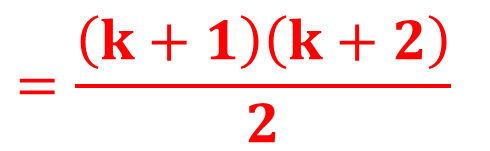 = (k + 1)(k + 2) / 2